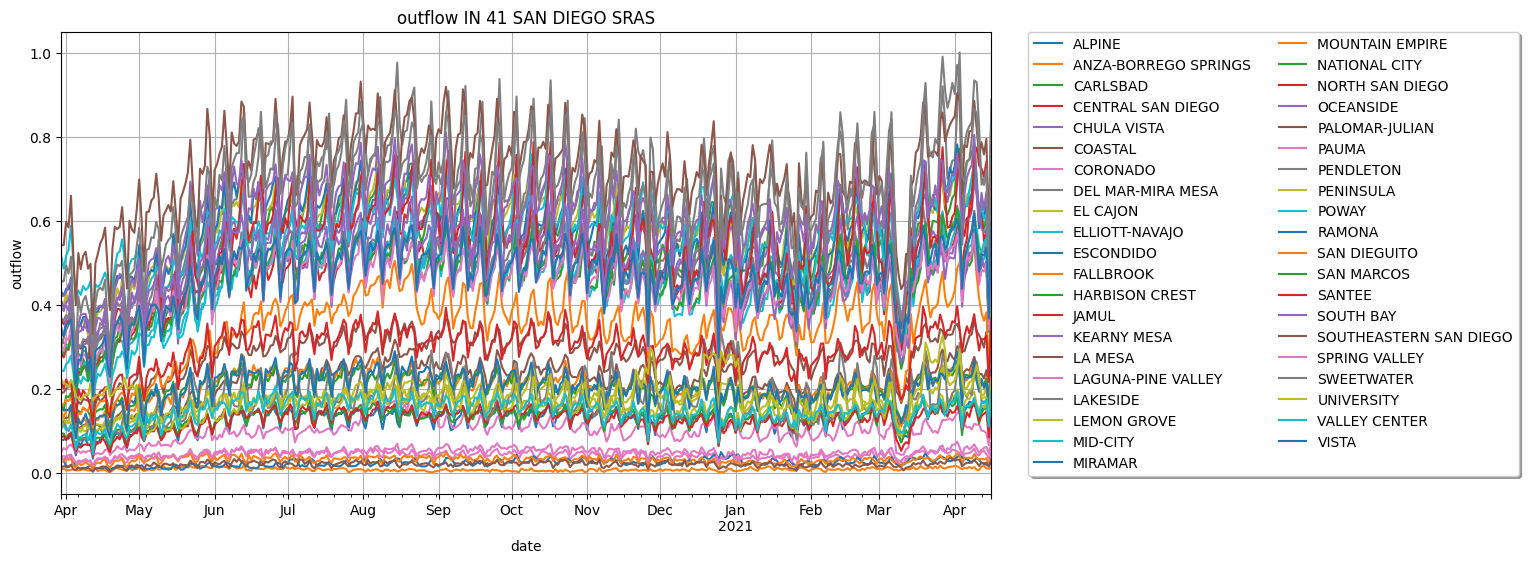 outflow IN 41 SAN DIEGO SRAS
outflow
1.0
0.8
0.6
0.4
0.2
0.0
Apr May Jun Jul Aug Sep Oct Nov Dec Jan Feb Mar Apr
2021
date
ALPINE
ANZA-BORREGO SPRINGS
CARLSBAD
CENTRAL SAN DIEGO
CHULA VISTA
COASTAL
CORONADO
DEL MAR-MIRA MESA
EL CAJON
ELLIOTT-NAVAJO
ESCONDIDO
FALLBROOK
HARBISON CREST
JAMUL
KEARNY MESA
LA MESA
LAGUNA-PINE VALLEY
LAKESIDE
LEMON GROVE
MID-CITY
MIRAMAR
MOUNTAIN EMPIRE
NATIONAL CITY
NORTH SAN DIEGO
OCEANSIDE
PALOMAR-JULIAN
PAUMA
PENDLETON
PENINSULA
POWAY
RAMONA
SAN DIEGUITO
SAN MARCOS
SANTEE
SOUTH BAY
SOUTHEASTERN SAN DIEGO
SPRING VALLEY
SWEETWATER
UNIVERSITY
VALLEY CENTER
VISTA